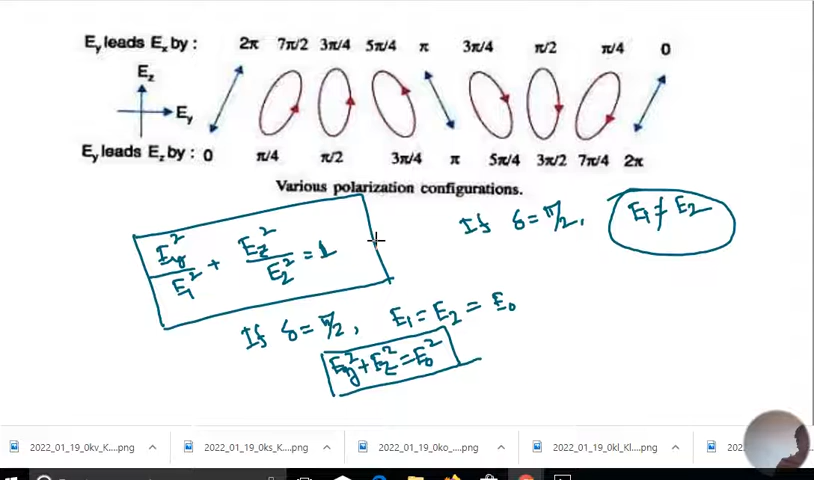 Ey leads Ex by : 2π 7π/2 3π/4 5π/4 π 3π/4 π/2 π/4 0
Ez
Ey
Ey leads Ez by : 0 π/4 π/2 3π/4 π 5π/4 3π/2 7π/4 2π
Various polarization configurations.
If δ = π/2, E1 ≠ E2
Ey²/E1² + Ez²/E2² = 1
If δ = π/2, E1 = E2 = E0
Ey² + Ez² = E0²
2022_01_19_0kv_K....png 2022_01_19_0ks_K....png 2022_01_19_0ko_....png 2022_01_19_0kl_Kl....png 202